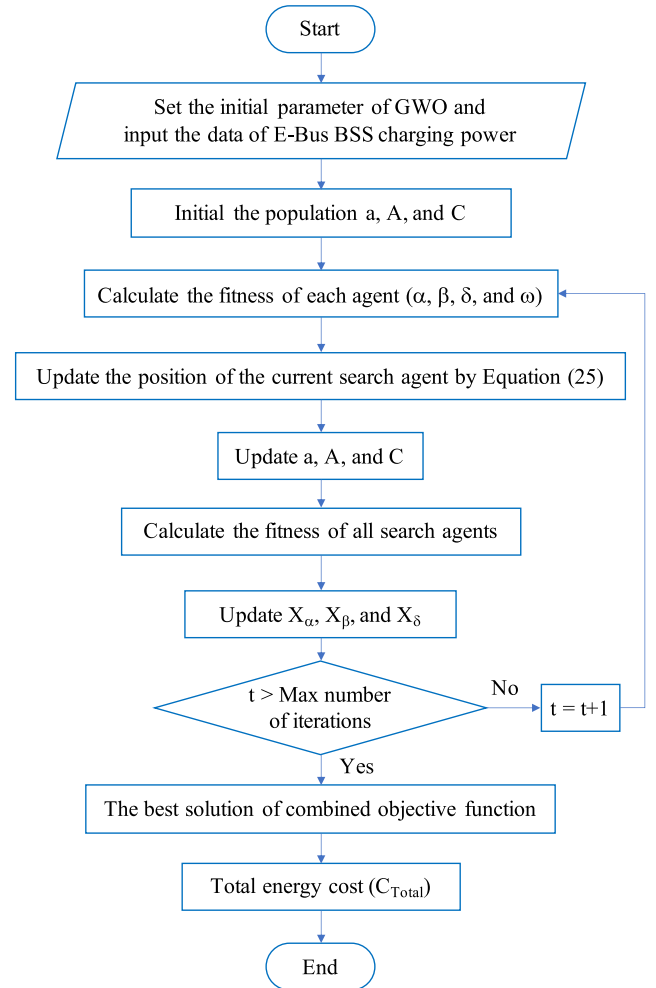 Start
Set the initial parameter of GWO and
input the data of E-Bus BSS charging power
Initial the population a, A, and C
Calculate the fitness of each agent (α, β, δ, and ω)
Update the position of the current search agent by Equation (25)
Update a, A, and C
Calculate the fitness of all search agents
Update Xα, Xβ, and Xδ
t > Max number
of iterations
No
t = t+1
Yes
The best solution of combined objective function
Total energy cost (CTotal)
End